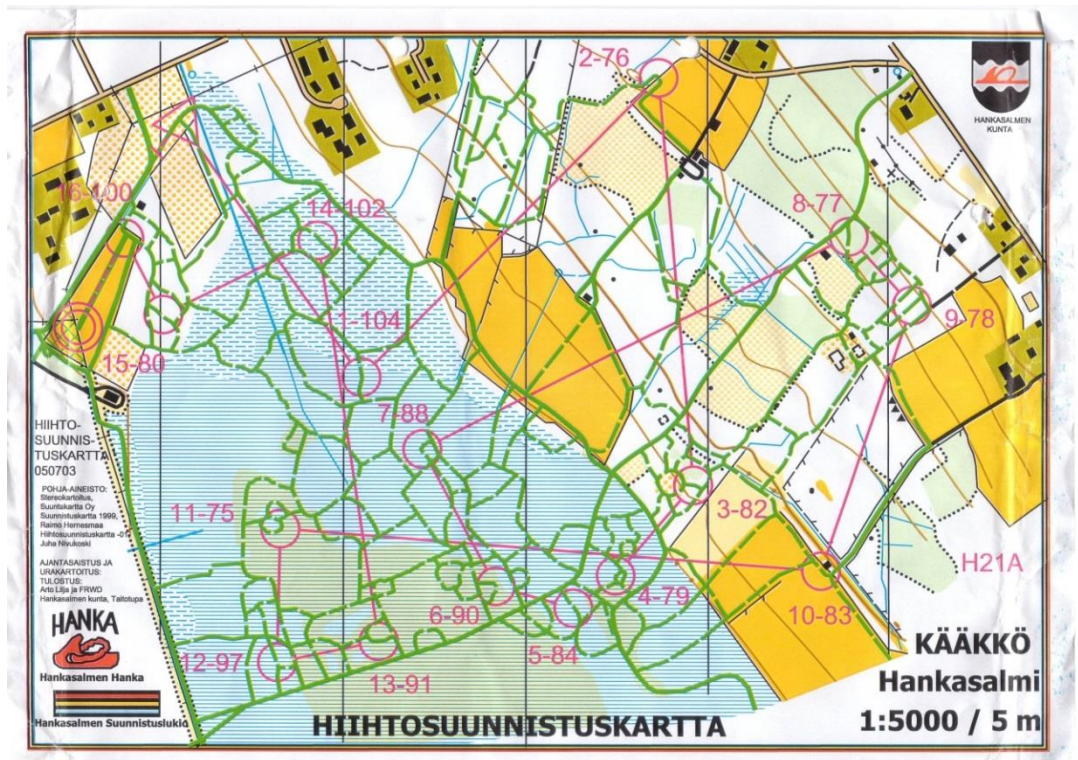 HANKASALMEN
KUNTA
2-76
16-100
14-102
8-77
9-78
1-104
15-80
7-88
HIIHTO-
SUUNNIS-
TUSKARTTA
050703
POHJA-AINEISTO:
Stereokartoitus,
Suuntakartta Oy
Suunnistuskartta 1999,
Raimo Hernesmaa
Hiihtosuunnistuskartta -01
Juha Nivukoski
AJANTASAISTUS JA
URAKARTOITUS:
TULOSTUS:
Arto Lilja ja FRWD
Hankasalmen kunta, Taitotupa
11-75
3-82
H21A
4-79
6-90
10-83
5-84
12-97
13-91
HANKA
Hankasalmen Hanka
Hankasalmen Suunnistuslukio
KÄÄKKÖ
Hankasalmi
1:5000 / 5 m
HIIHTOSUUNNISTUSKARTTA